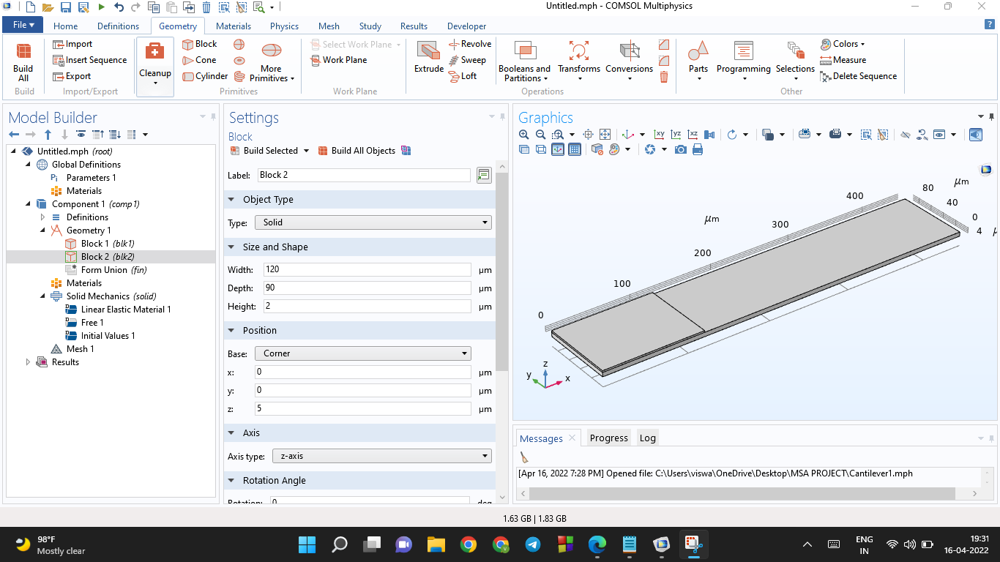 Untitled.mph - COMSOL Multiphysics
File Home Definitions Geometry Materials Physics Mesh Study Results Developer
Build All
Build
Import
Insert Sequence
Export
Import/Export
Cleanup
Block
Cone
Cylinder
More Primitives
Primitives
Select Work Plane
Work Plane
Work Plane
Extrude
Revolve
Sweep
Loft
Booleans and Partitions
Transforms
Conversions
Operations
Parts
Programming
Selections
Colors
Measure
Delete Sequence
Other
Model Builder
Untitled.mph (root)
Global Definitions
Pi Parameters 1
Materials
Component 1 (comp1)
Definitions
Geometry 1
Block 1 (blk1)
Block 2 (blk2)
Form Union (fin)
Materials
Solid Mechanics (solid)
Linear Elastic Material 1
Free 1
Initial Values 1
Mesh 1
Results
Settings
Block
Build Selected Build All Objects
Label: Block 2
Object Type
Type: Solid
Size and Shape
Width: 120 µm
Depth: 90 µm
Height: 2 µm
Position
Base: Corner
x: 0 µm
y: 0 µm
z: 5 µm
Axis
Axis type: z-axis
Rotation Angle
Rotation: 0 deg
Graphics
xy yz xz
µm
80
400
40
µm
0
300
4
200
100
0
z
y
x
Messages Progress Log
[Apr 16, 2022 7:28 PM] Opened file: C:\Users\viswa\OneDrive\Desktop\MSA PROJECT\Cantilever1.mph
1.63 GB | 1.83 GB
98°F
Mostly clear
ENG
IN
19:31
16-04-2022